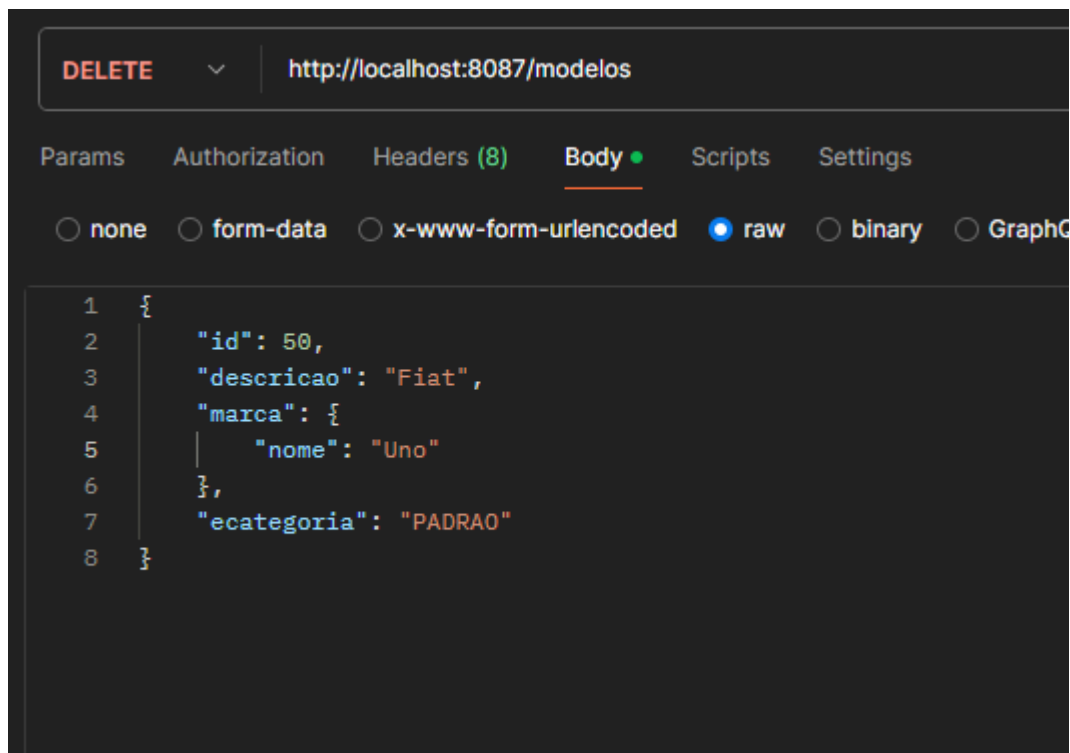 DELETE http://localhost:8087/modelos
Params Authorization Headers (8) Body Scripts Settings
none form-data x-www-form-urlencoded raw binary GraphQ
1 {
2 "id": 50,
3 "descricao": "Fiat",
4 "marca": {
5 "nome": "Uno"
6 },
7 "ecategoria": "PADRAO"
8 }